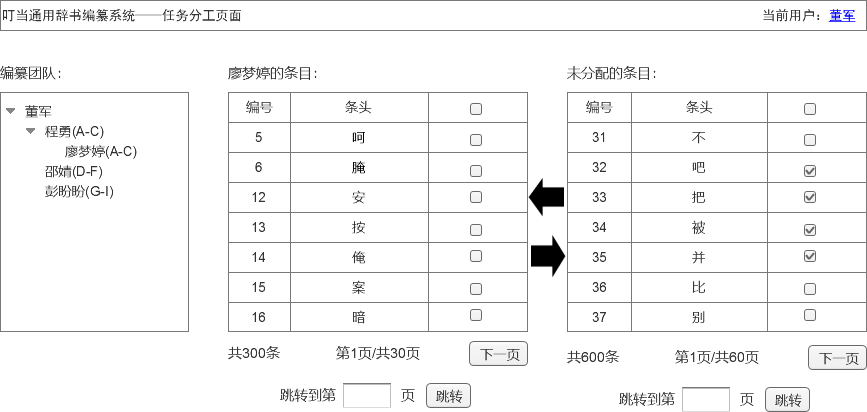 叮当通用辞书编纂系统——任务分工页面 当前用户：董军
编纂团队：
董军
程勇(A-C)
廖梦婷(A-C)
邵婧(D-F)
彭盼盼(G-I)
廖梦婷的条目：
编号 条头
5 呵
6 腌
12 安
13 按
14 俺
15 案
16 暗
共300条 第1页/共30页 下一页
跳转到第 页 跳转
未分配的条目：
编号 条头
31 不
32 吧
33 把
34 被
35 并
36 比
37 别
共600条 第1页/共60页 下一页
跳转到第 页 跳转